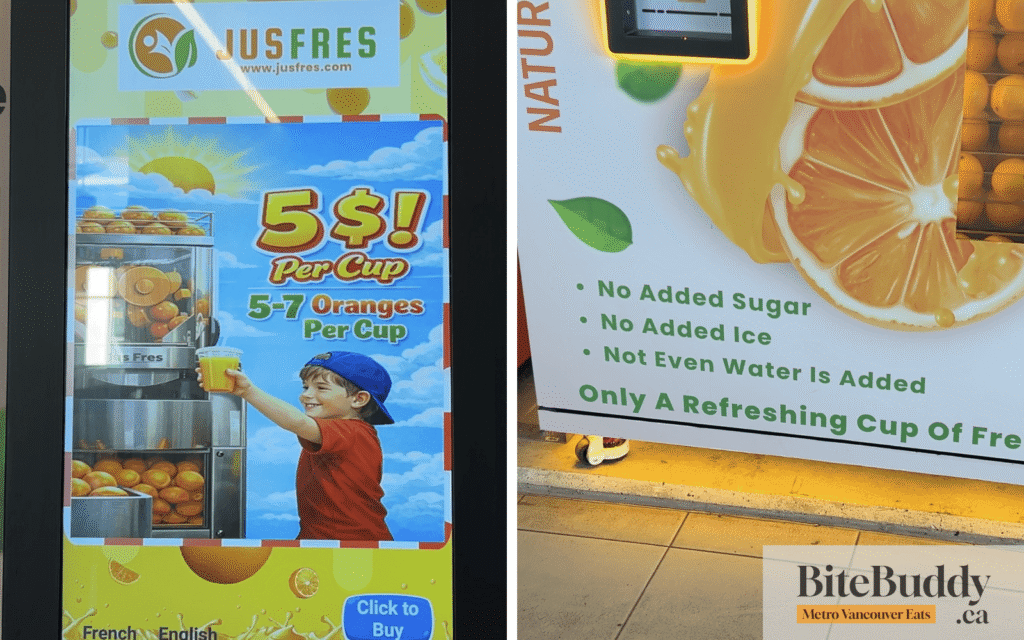 JUSFRES
www.jusfres.com
5$!
Per Cup
5-7 Oranges
Per Cup
Jus Fres
French English
Click to
Buy
NATUR
• No Added Sugar
• No Added Ice
• Not Even Water Is Added
Only A Refreshing Cup Of Fre
BiteBuddy
Metro Vancouver Eats
.ca